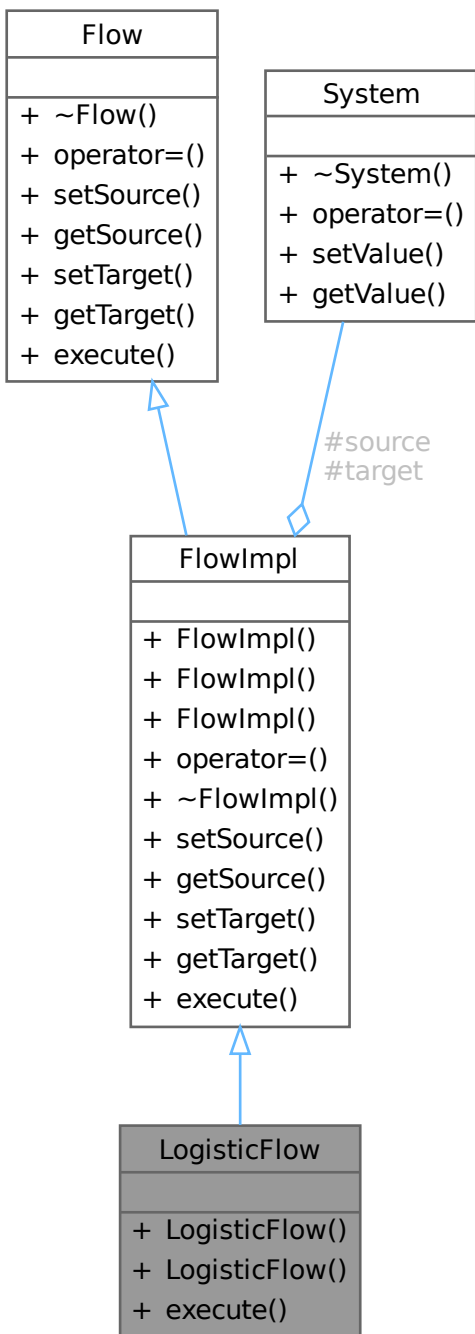 Flow
+ ~Flow()
+ operator=()
+ setSource()
+ getSource()
+ setTarget()
+ getTarget()
+ execute()
System
+ ~System()
+ operator=()
+ setValue()
+ getValue()
#source
#target
FlowImpl
+ FlowImpl()
+ FlowImpl()
+ FlowImpl()
+ operator=()
+ ~FlowImpl()
+ setSource()
+ getSource()
+ setTarget()
+ getTarget()
+ execute()
LogisticFlow
+ LogisticFlow()
+ LogisticFlow()
+ execute()